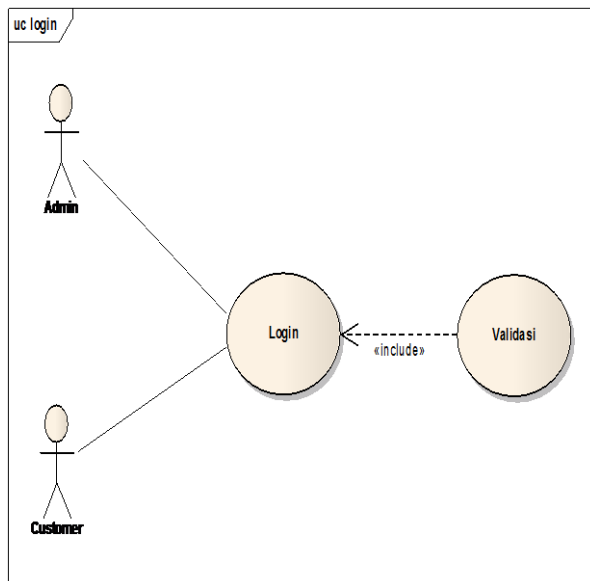 uc login
Admin
Login
Validasi
«include»
Customer